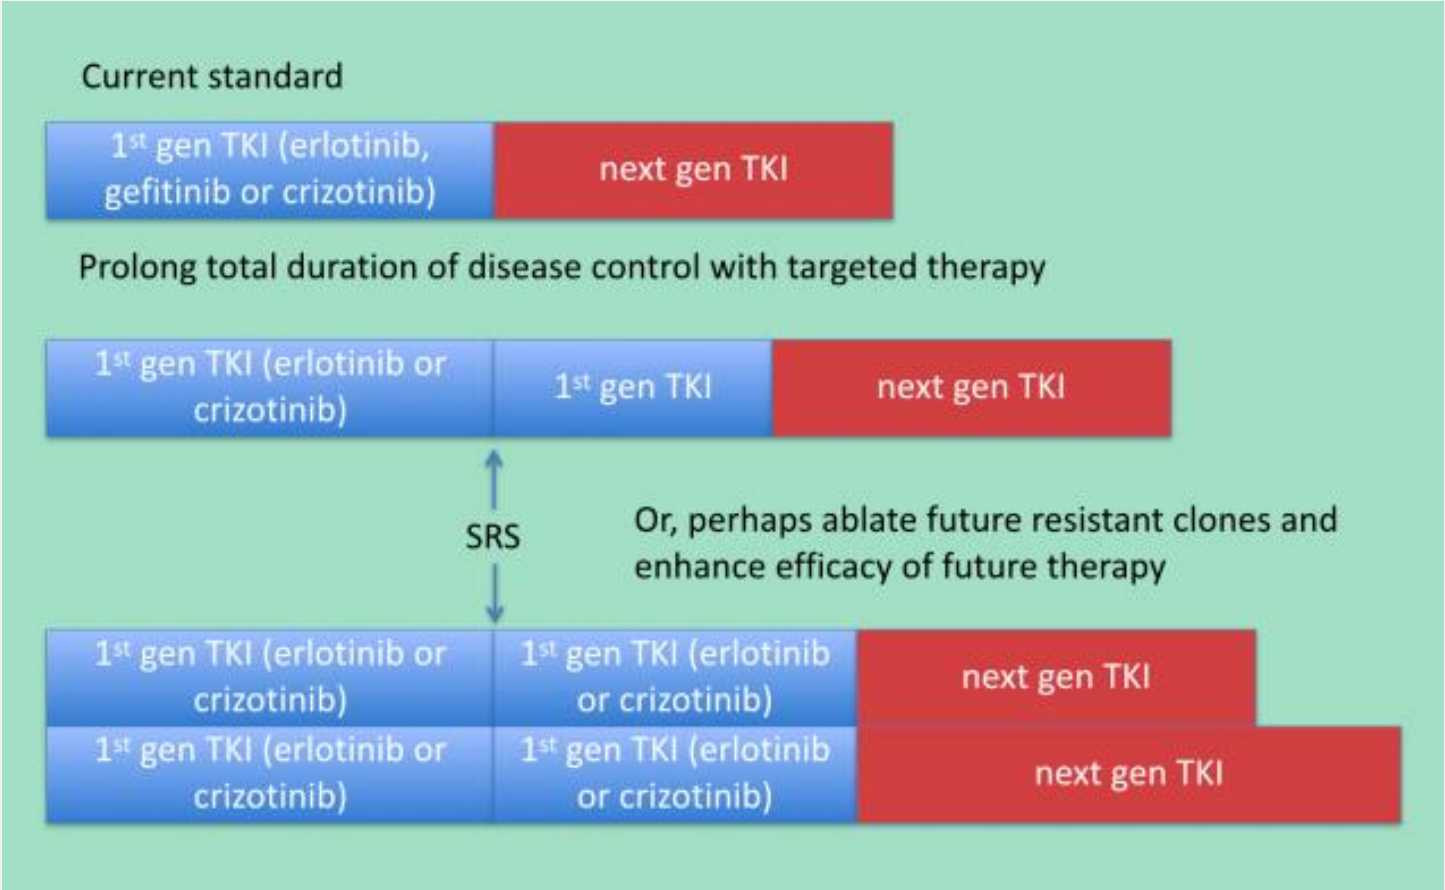 Current standard
1st gen TKI (erlotinib,
gefitinib or crizotinib)
next gen TKI
Prolong total duration of disease control with targeted therapy
1st gen TKI (erlotinib or
crizotinib)
1st gen TKI
next gen TKI
SRS
Or, perhaps ablate future resistant clones and
enhance efficacy of future therapy
1st gen TKI (erlotinib or
crizotinib)
1st gen TKI (erlotinib
or crizotinib)
next gen TKI
1st gen TKI (erlotinib or
crizotinib)
1st gen TKI (erlotinib
or crizotinib)
next gen TKI